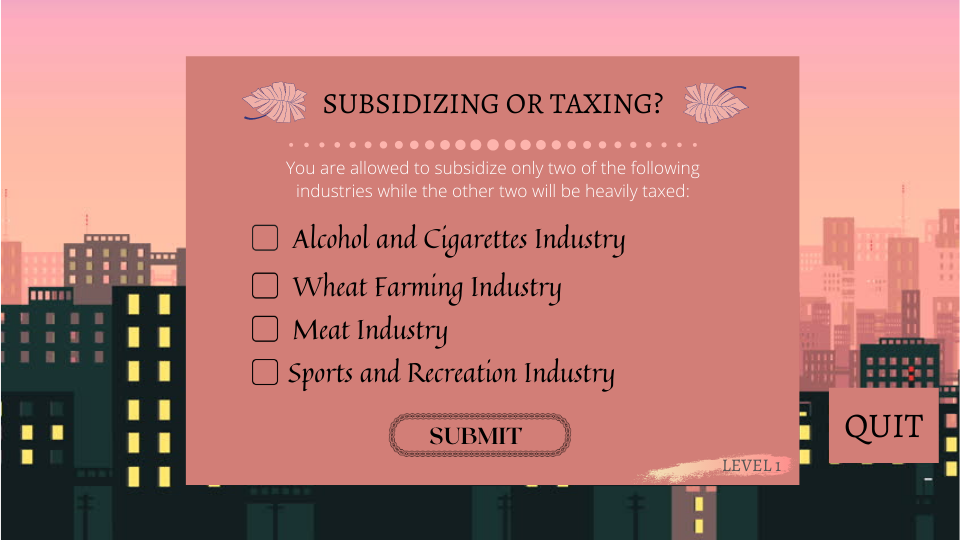 SUBSIDIZING OR TAXING?
You are allowed to subsidize only two of the following
industries while the other two will be heavily taxed:
Alcohol and Cigarettes Industry
Wheat Farming Industry
Meat Industry
Sports and Recreation Industry
SUBMIT
QUIT
LEVEL 1